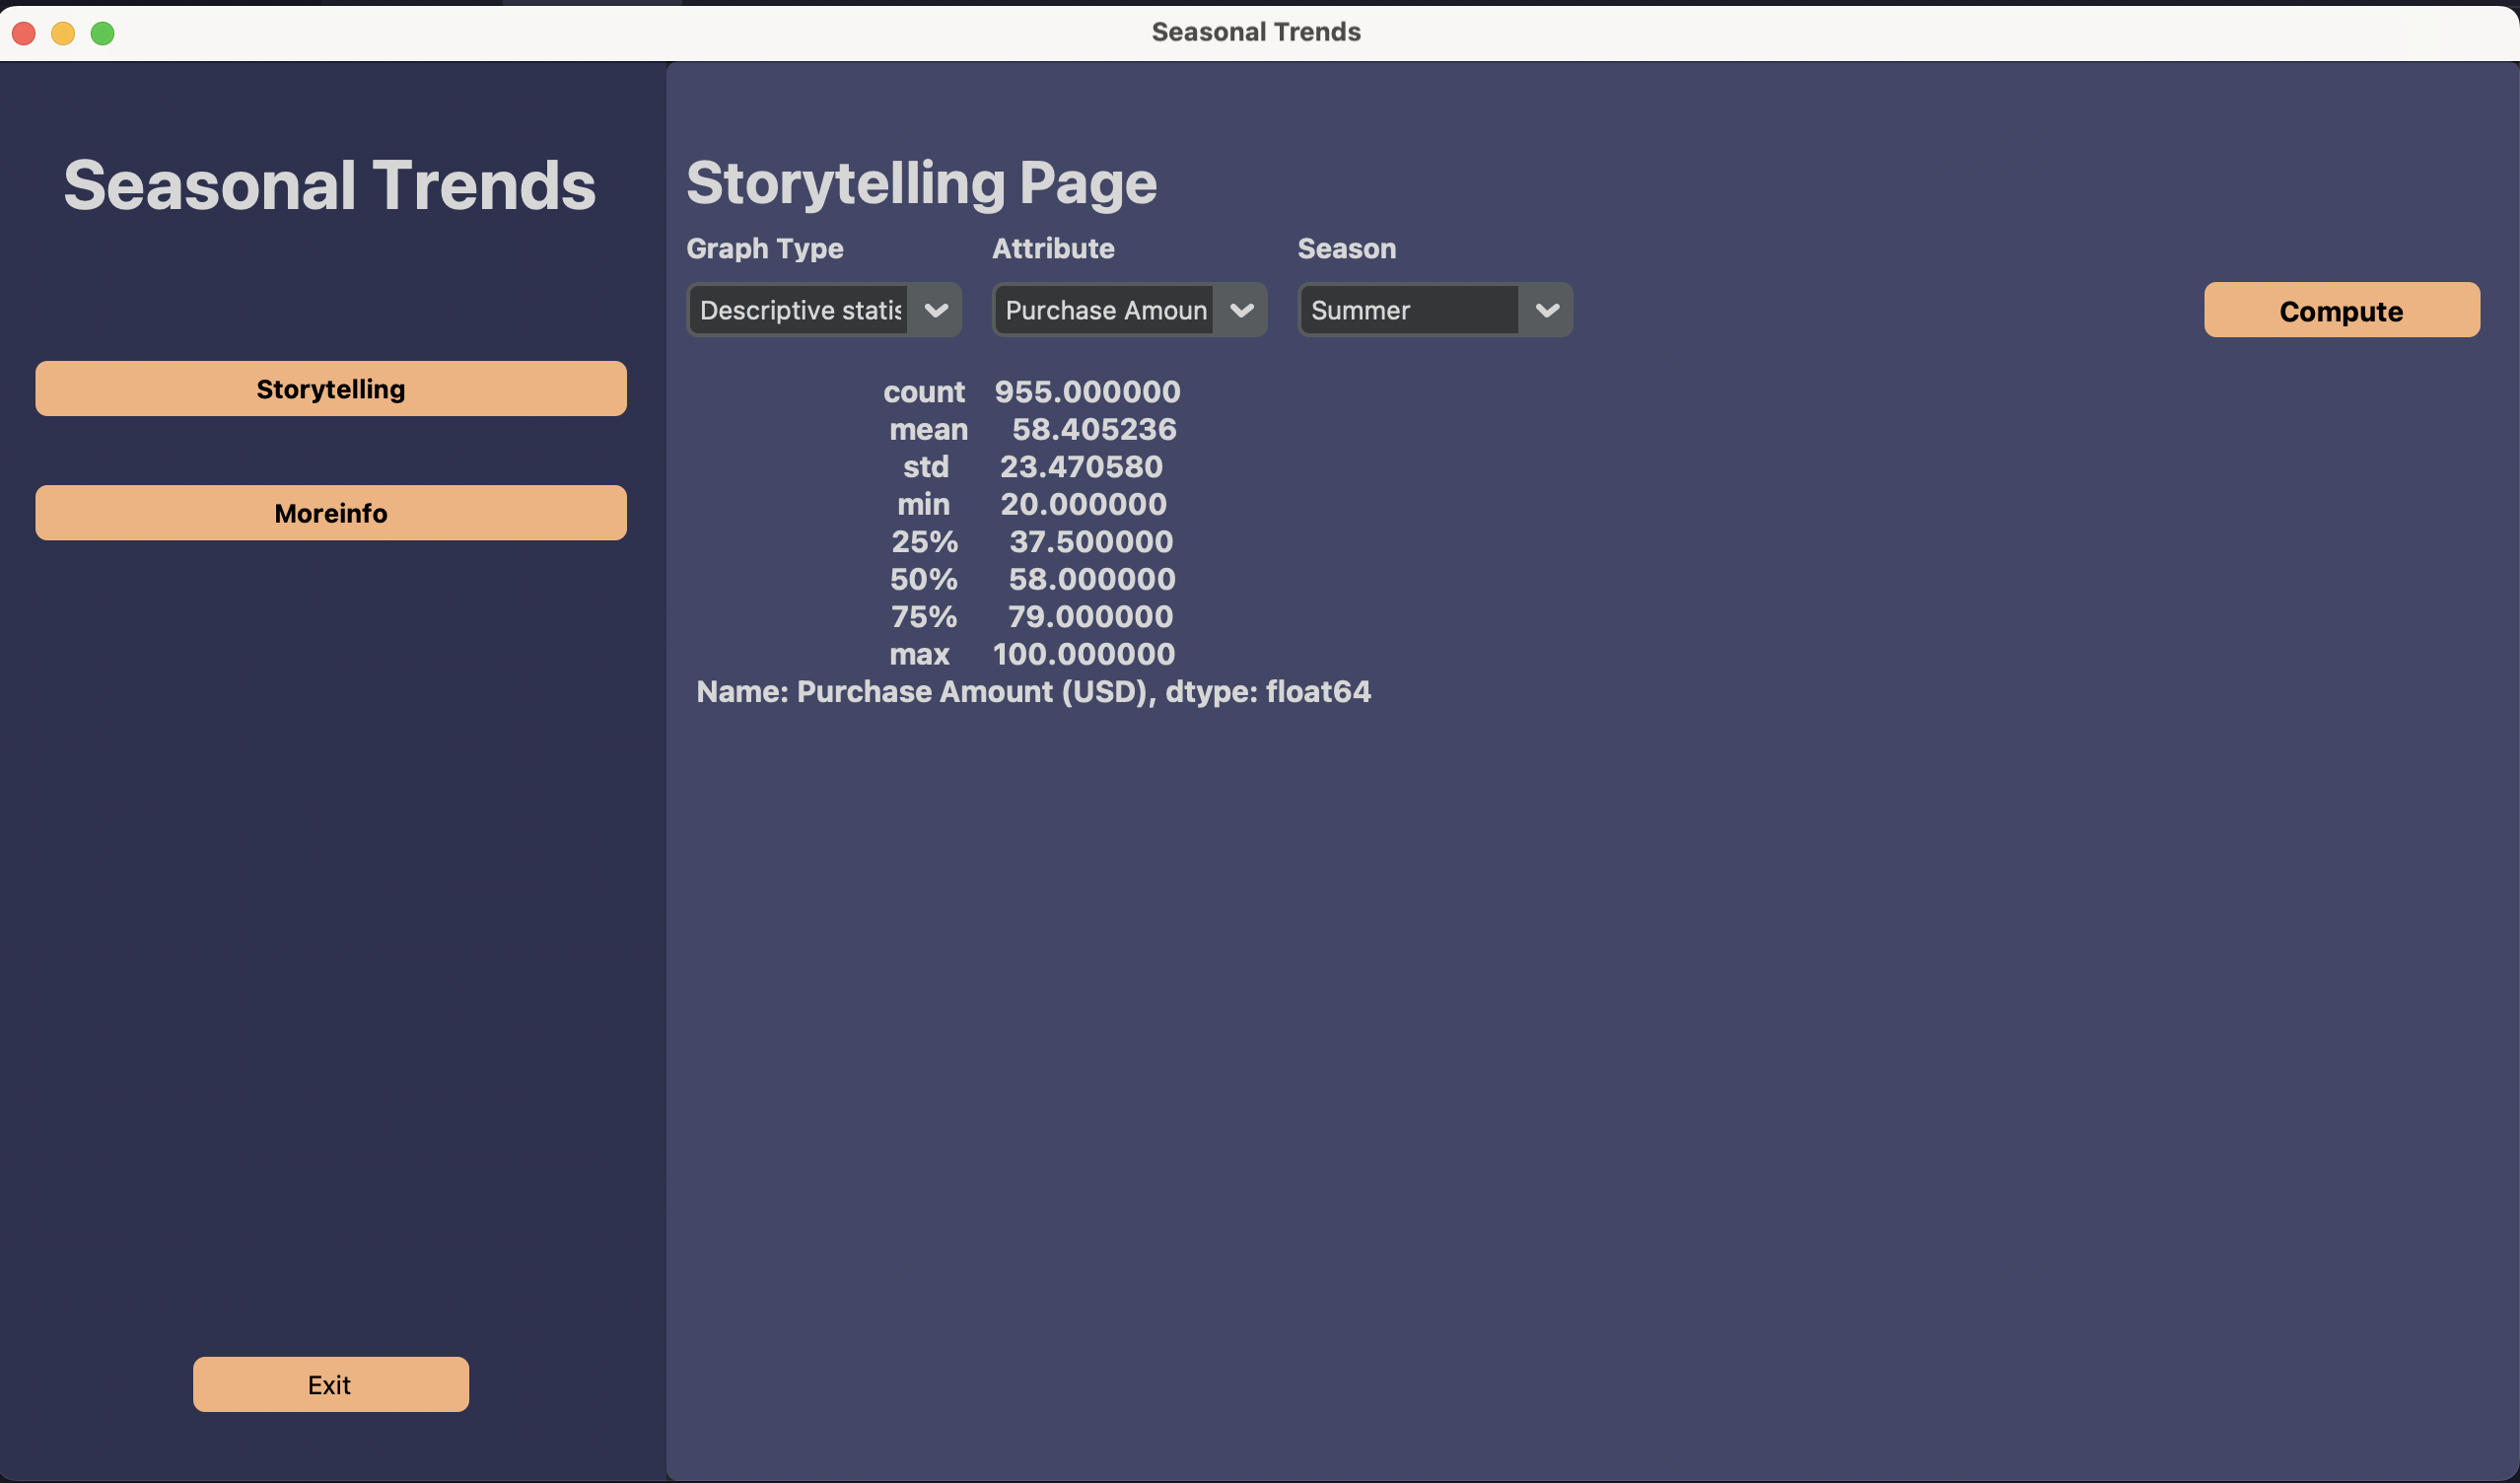 Seasonal Trends
Seasonal Trends
Storytelling
Moreinfo
Exit
Storytelling Page
Graph Type Attribute Season
Descriptive statis Purchase Amoun Summer Compute
count 955.000000
mean 58.405236
std 23.470580
min 20.000000
25% 37.500000
50% 58.000000
75% 79.000000
max 100.000000
Name: Purchase Amount (USD), dtype: float64